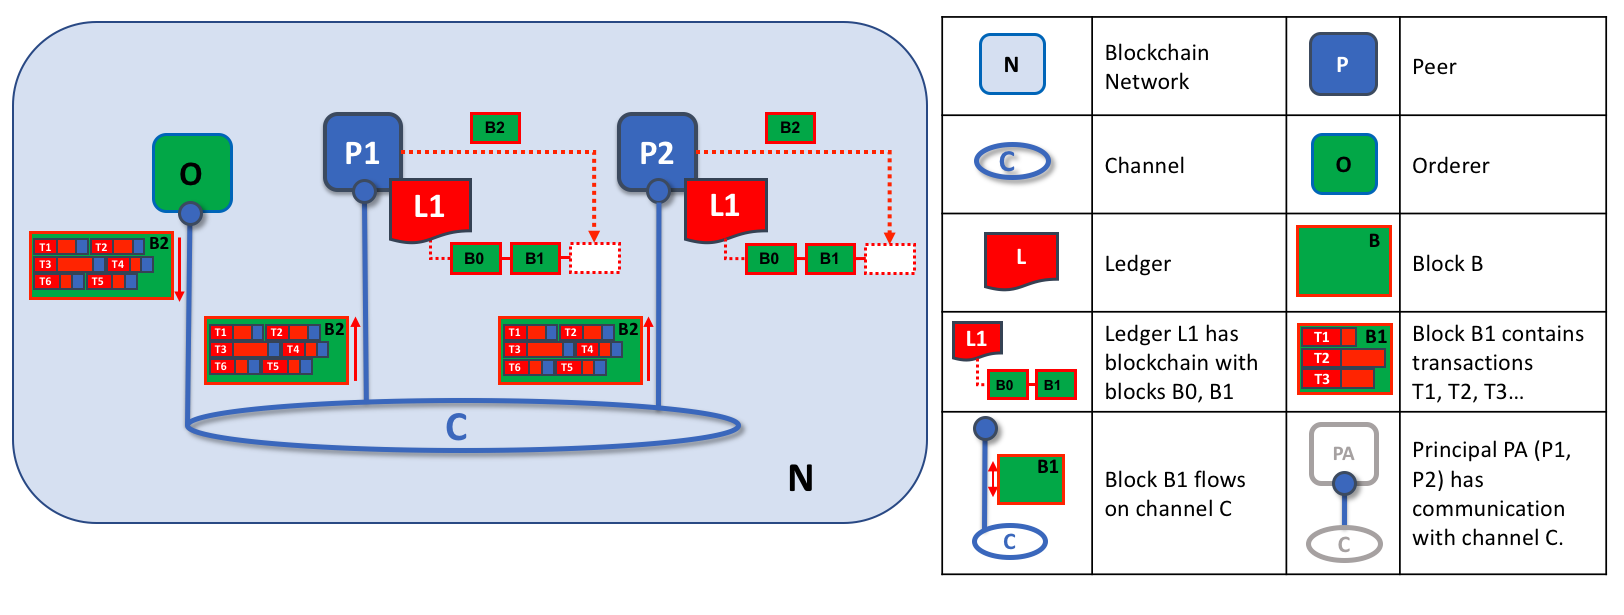 O
P1
B2
P2
B2
L1
L1
B0
B1
B0
B1
T1 T2 B2
T3 T4
T6 T5
T1 T2 B2
T3 T4
T6 T5
T1 T2 B2
T3 T4
T6 T5
C
N
N
Blockchain
Network
P
Peer
C
Channel
O
Orderer
L
Ledger
B
Block B
L1
B0
B1
Ledger L1 has
blockchain with
blocks B0, B1
T1 B1
T2
T3
Block B1 contains
transactions
T1, T2, T3...
B1
C
Block B1 flows
on channel C
PA
C
Principal PA (P1,
P2) has
communication
with channel C.